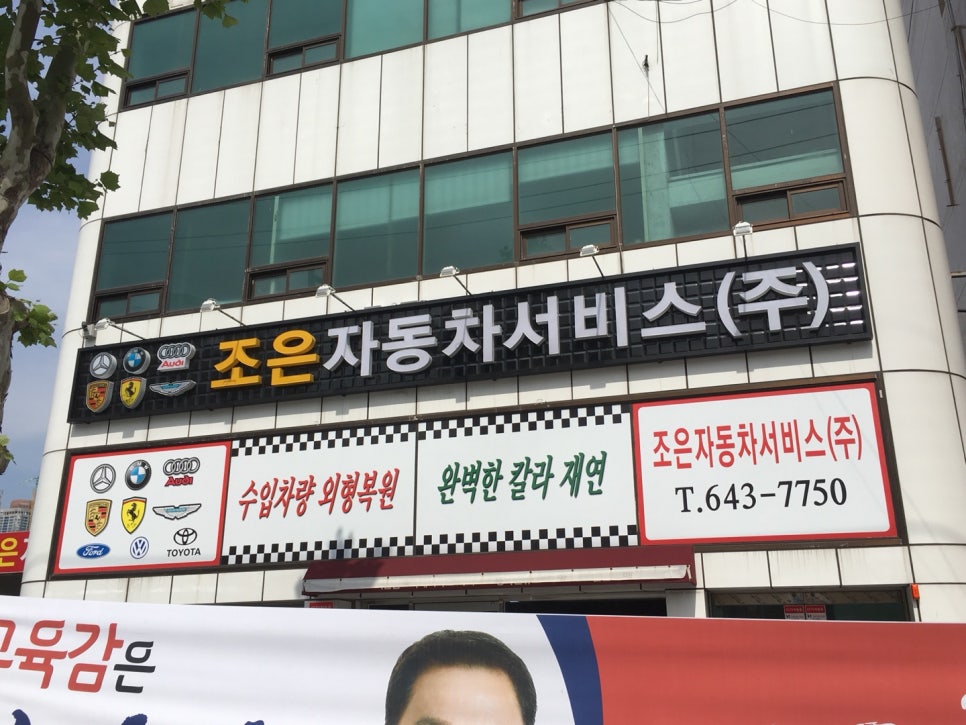 조은자동차서비스(주)
Audi
수입차량 외형복원
완벽한 칼라 재연
조은자동차서비스(주)
T.643-7750
Audi
Ford
TOYOTA
교육감은